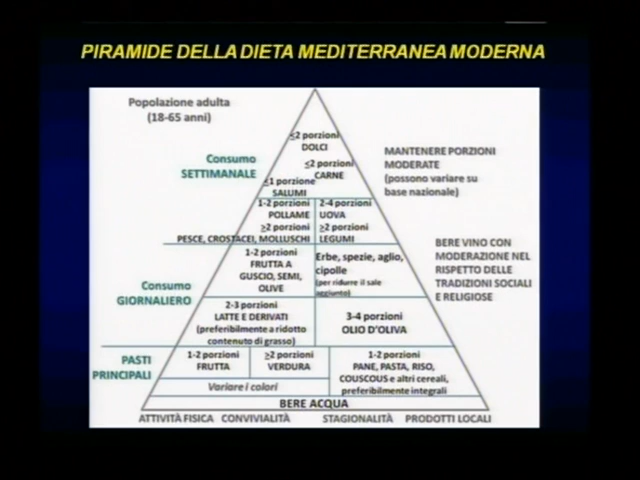 PIRAMIDE DELLA DIETA MEDITERRANEA MODERNA
Popolazione adulta
(18-65 anni)
≤2 porzioni
DOLCI
Consumo
SETTIMANALE
≤2 porzioni
CARNE
≤1 porzione
SALUMI
MANTENERE PORZIONI
MODERATE
(possono variare su
base nazionale)
1-2 porzioni
POLLAME
2-4 porzioni
UOVA
≥2 porzioni
PESCE, CROSTACEI, MOLLUSCHI
≥2 porzioni
LEGUMI
BERE VINO CON
MODERAZIONE NEL
RISPETTO DELLE
TRADIZIONI SOCIALI
E RELIGIOSE
Consumo
GIORNALIERO
1-2 porzioni
FRUTTA A
GUSCIO, SEMI,
OLIVE
Erbe, spezie, aglio,
cipolle
(per ridurre il sale
aggiunto)
2-3 porzioni
LATTE E DERIVATI
(preferibilmente a ridotto
contenuto di grasso)
3-4 porzioni
OLIO D'OLIVA
PASTI
PRINCIPALI
1-2 porzioni
FRUTTA
≥2 porzioni
VERDURA
Variare i colori
1-2 porzioni
PANE, PASTA, RISO,
COUSCOUS e altri cereali,
preferibilmente integrali
BERE ACQUA
ATTIVITÀ FISICA CONVIVIALITÀ STAGIONALITÀ PRODOTTI LOCALI